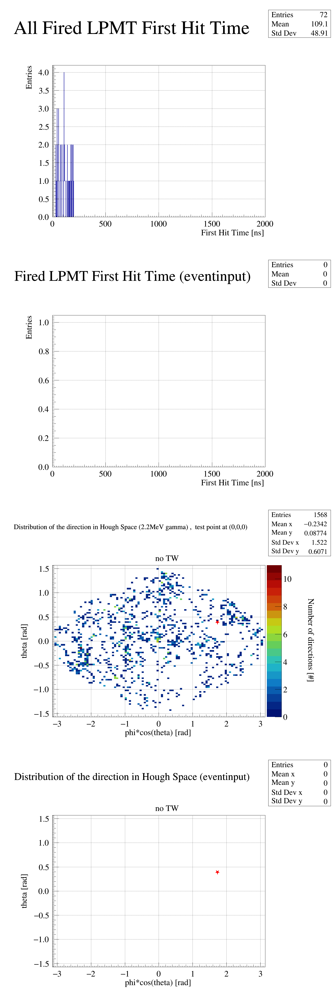 All Fired LPMT First Hit Time
Entries 72
Mean 109.1
Std Dev 48.91
Entries
4.0
3.5
3.0
2.5
2.0
1.5
1.0
0.5
0.0
0 500 1000 1500 2000
First Hit Time [ns]
Fired LPMT First Hit Time (eventinput)
Entries 0
Mean 0
Std Dev 0
Entries
1.0
0.8
0.6
0.4
0.2
0.0
0 500 1000 1500 2000
First Hit Time [ns]
Distribution of the direction in Hough Space (2.2MeV gamma) , test point at (0,0,0)
Entries 1568
Mean x −0.2342
Mean y 0.08774
Std Dev x 1.522
Std Dev y 0.6071
no TW
theta [rad]
1.5
1.0
0.5
0.0
−0.5
−1.0
−1.5
−3 −2 −1 0 1 2 3
phi*cos(theta) [rad]
10
8
6
4
2
0
Number of directions [#]
Distribution of the direction in Hough Space (eventinput)
Entries 0
Mean x 0
Mean y 0
Std Dev x 0
Std Dev y 0
no TW
theta [rad]
1.5
1.0
0.5
0.0
−0.5
−1.0
−1.5
−3 −2 −1 0 1 2 3
phi*cos(theta) [rad]